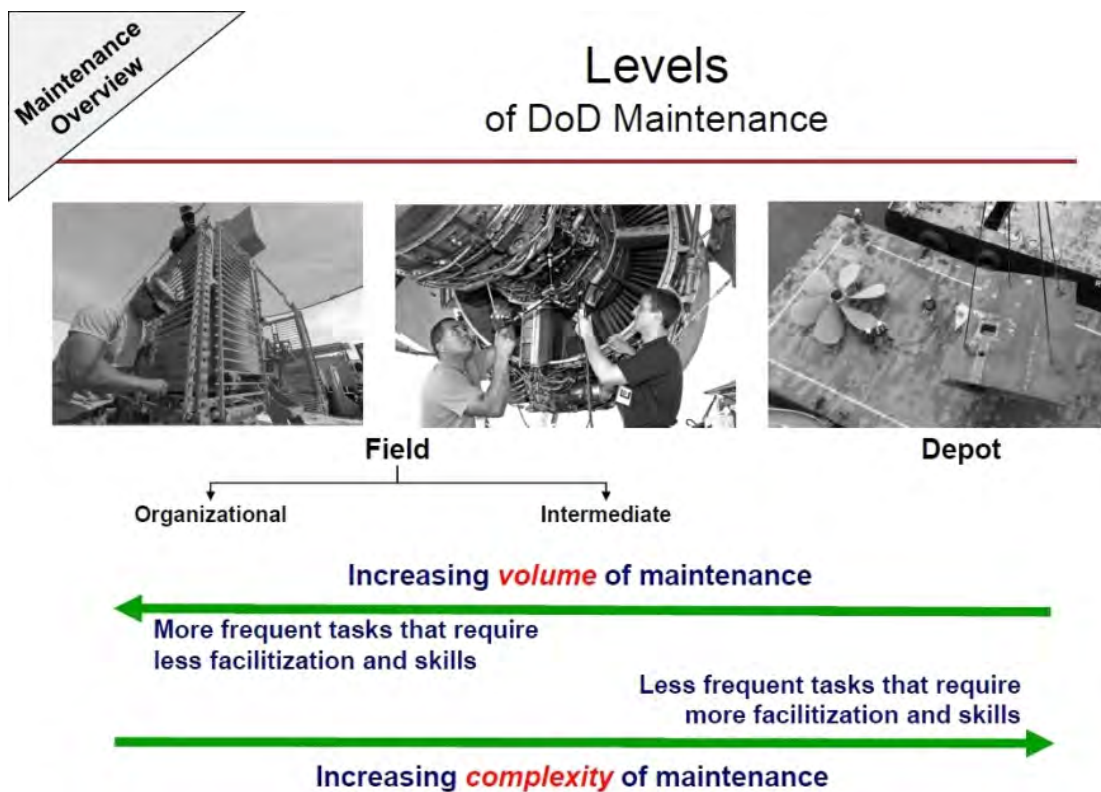 Maintenance
Overview
Levels
of DoD Maintenance
Field
Depot
Organizational
Intermediate
Increasing volume of maintenance
More frequent tasks that require
less facilitization and skills
Less frequent tasks that require
more facilitization and skills
Increasing complexity of maintenance